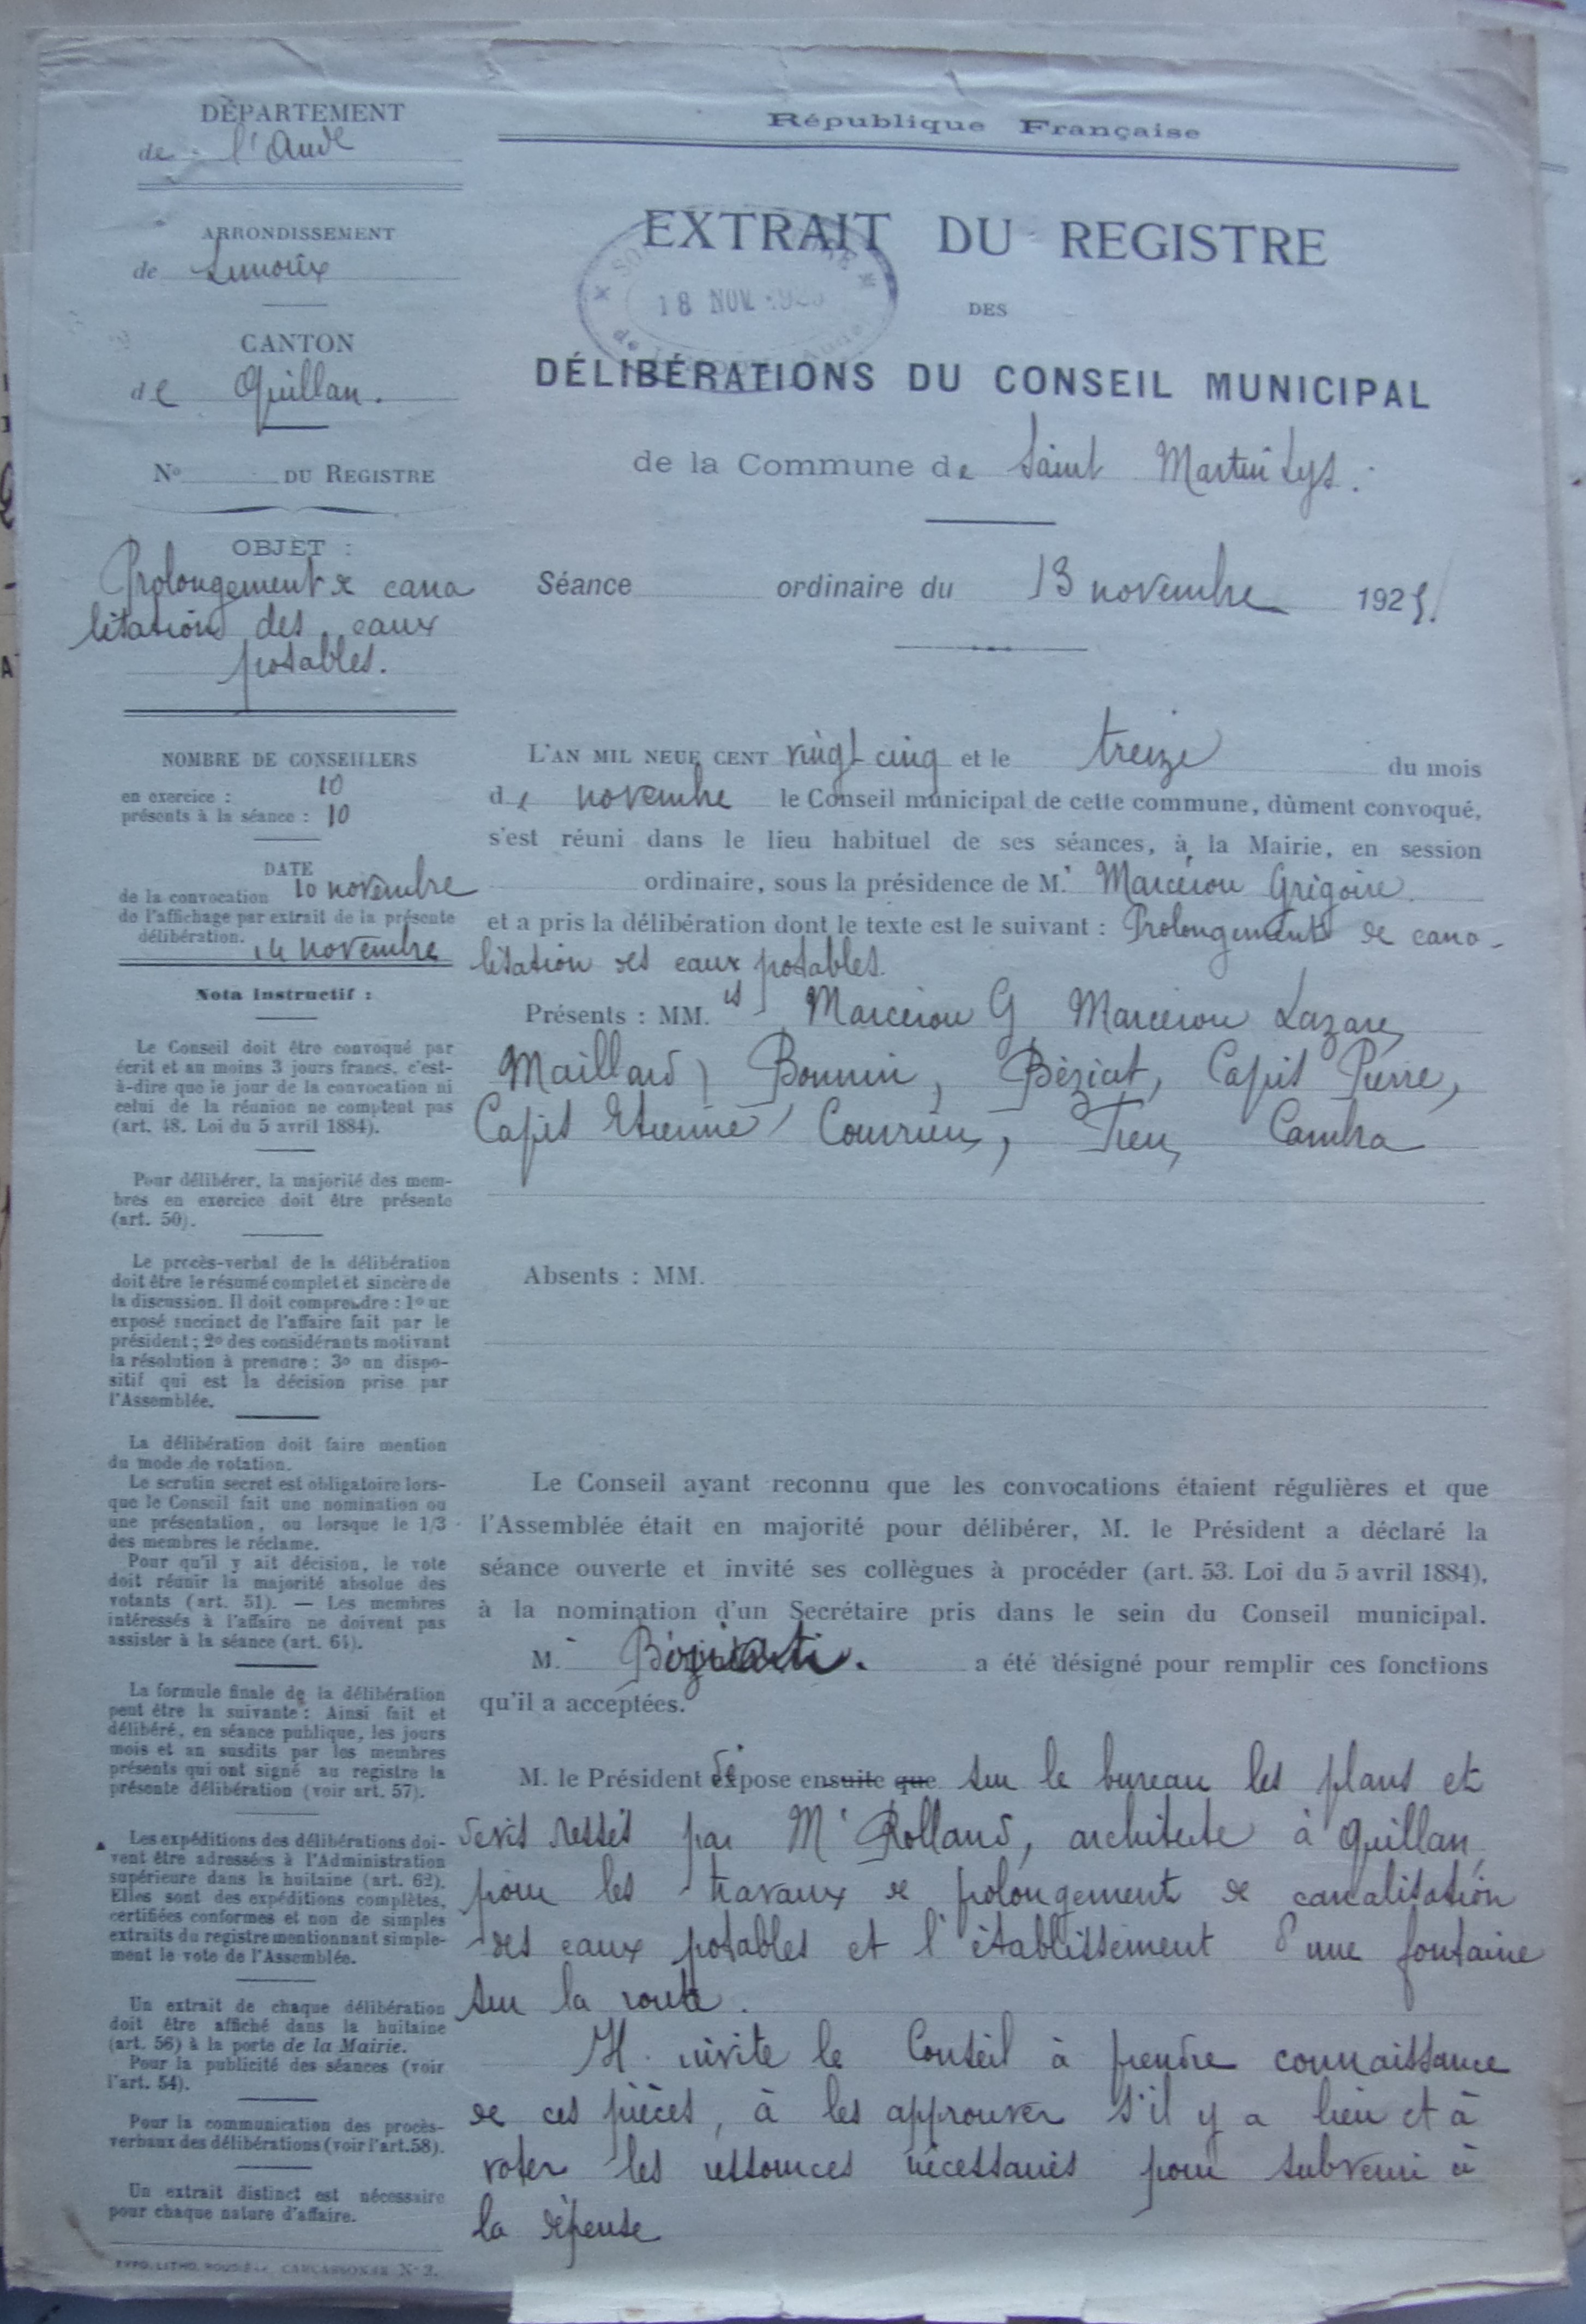 DÉPARTEMENT
de l'Aude
ARRONDISSEMENT
de Limoux
CANTON
de Quillan.
No DU REGISTRE
OBJET :
Prolongement de cana
lisation des eaux
potables.
NOMBRE DE CONSEILLERS
en exercice : 10
présents à la séance : 10
DATE
de la convocation 10 novembre
de l'affichage par extrait de la présente
délibération. 14 novembre
Nota Instructif :
Le Conseil doit être convoqué par
écrit et au moins 3 jours francs, c'est-
à-dire que le jour de la convocation ni
celui de la réunion ne comptent pas
(art. 48. Loi du 5 avril 1884).
Pour délibérer, la majorité des mem-
bres en exercice doit être présente
(art. 50).
Le procès-verbal de la délibération
doit être le résumé complet et sincère de
la discussion. Il doit comprendre : 1o un
exposé succinct de l'affaire fait par le
président ; 2o des considérants motivant
la résolution à prendre : 3o un dispo-
sitif qui est la décision prise par
l'Assemblée.
La délibération doit faire mention
du mode de votation.
Le scrutin secret est obligatoire lors-
que le Conseil fait une nomination ou
une présentation, ou lorsque le 1/3
des membres le réclame.
Pour qu'il y ait décision, le vote
doit réunir la majorité absolue des
votants (art. 51). — Les membres
intéressés à l'affaire ne doivent pas
assister à la séance (art. 64).
La formule finale de la délibération
peut être la suivante : Ainsi fait et
délibéré, en séance publique, les jours
mois et an susdits par les membres
présents qui ont signé au registre la
présente délibération (voir art. 57).
Les expéditions des délibérations doi-
vent être adressées à l'Administration
supérieure dans la huitaine (art. 62).
Elles sont des expéditions complètes,
certifiées conformes et non de simples
extraits du registre mentionnant simple-
ment le vote de l'Assemblée.
Un extrait de chaque délibération
doit être affiché dans la huitaine
(art. 56) à la porte de la Mairie.
Pour la publicité des séances (voir
l'art. 54).
Pour la communication des procès-
verbaux des délibérations (voir l'art. 58).
Un extrait distinct est nécessaire
pour chaque nature d'affaire.
CARCASSONNE No 2.
République Française
EXTRAIT DU REGISTRE
18 NOV
DES
DÉLIBÉRATIONS DU CONSEIL MUNICIPAL
de la Commune de Saint Martin Lys.
Séance ordinaire du 13 novembre 1925.
L'AN MIL NEUF CENT vingt cinq et le treize du mois
de novembre le Conseil municipal de cette commune, dûment convoqué,
s'est réuni dans le lieu habituel de ses séances, à la Mairie, en session
ordinaire, sous la présidence de M. Marcérou Grégoire
et a pris la délibération dont le texte est le suivant : Prolongement de cana-
lisation des eaux potables.
Présents : MM. Marcerou G Marcerou Lazare,
Maillard, Bonnin, Béziat, Capit Pierre,
Capit Etienne, Courrieu, Tieu, Cambra
Absents : MM.
Le Conseil ayant reconnu que les convocations étaient régulières et que
l'Assemblée était en majorité pour délibérer, M. le Président a déclaré la
séance ouverte et invité ses collègues à procéder (art. 53. Loi du 5 avril 1884),
à la nomination d'un Secrétaire pris dans le sein du Conseil municipal.
M. a été désigné pour remplir ces fonctions
qu'il a acceptées.
M. le Président dépose ensuite que sur le bureau les plans et
devis dressés par Mr Rolland, architecte à Quillan,
pour les travaux de prolongement de canalisation
des eaux potables et l'établissement d'une fontaine
sur la route.
Il invite le Conseil à prendre connaissance
de ces pièces, à les approuver s'il y a lieu et à
voter les ressources nécessaires pour subvenir à
la dépense